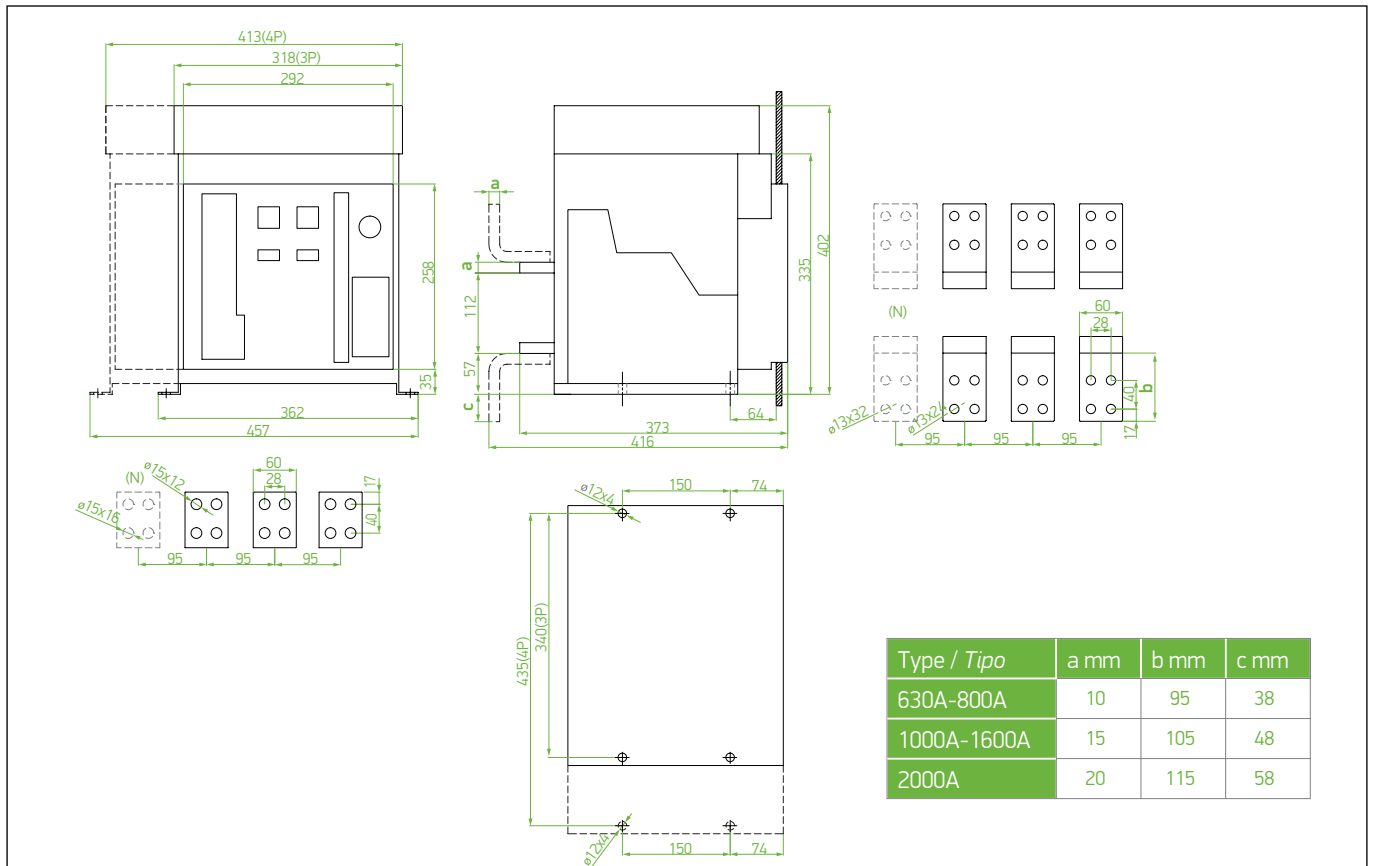 413(4P)
318(3P)
292
258
35
362
457
a
a
112
57
c
335
402
64
373
416
(N)
60
28
40
b
17
ø13x32
ø13x24
95
95
95
(N)
ø15x12
ø15x16
60
28
17
40
95
95
95
ø12x4
150
74
340(3P)
435(4P)
ø12x4
150
74
Type / Tipo a mm b mm c mm
630A-800A 10 95 38
1000A-1600A 15 105 48
2000A 20 115 58